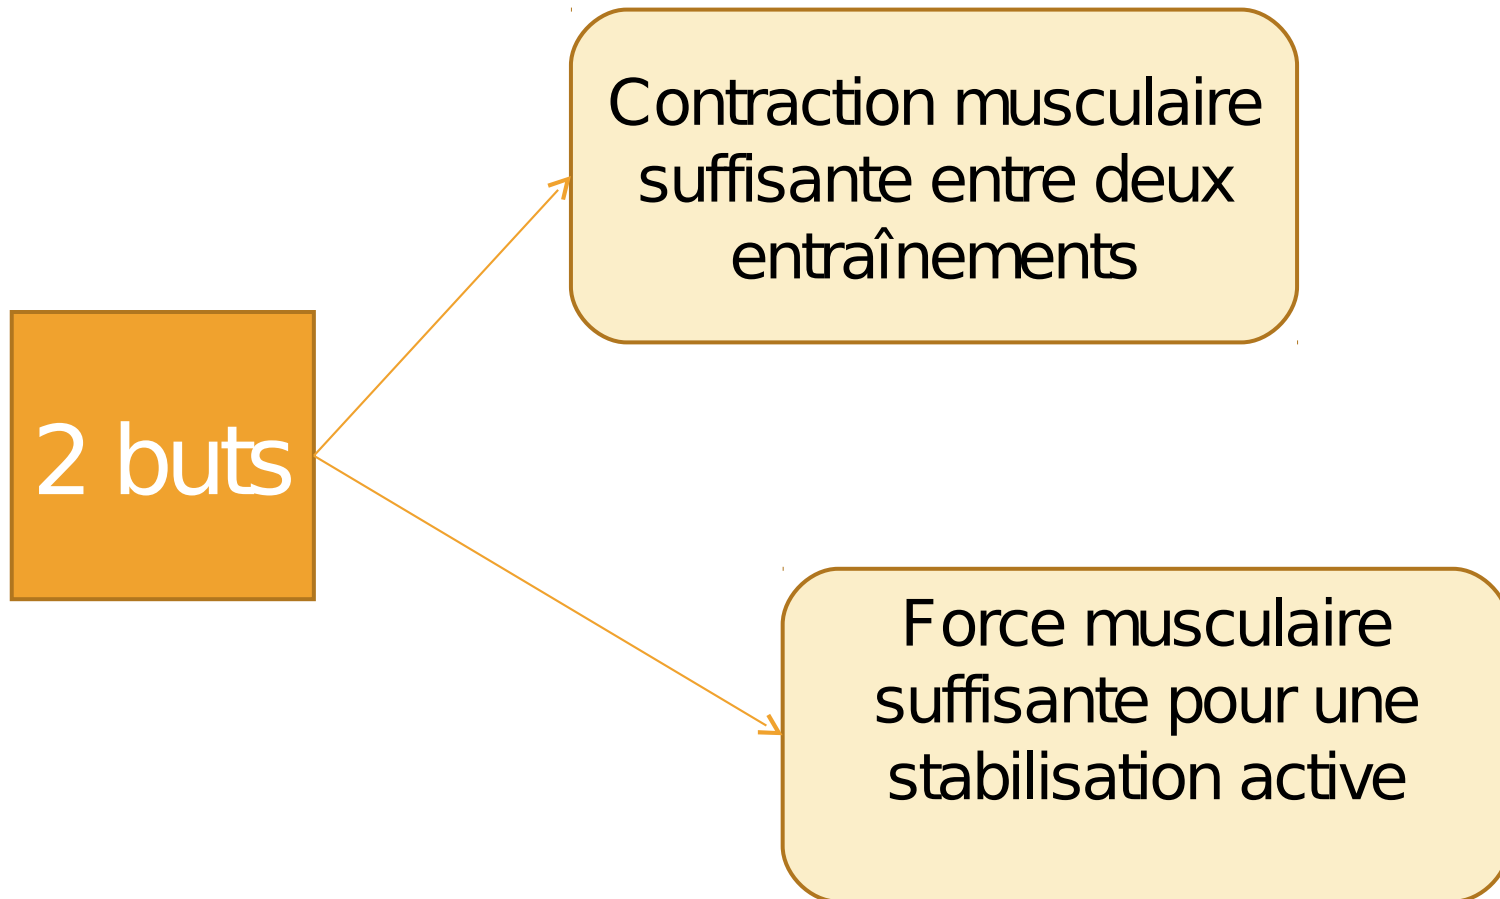 Contraction musculaire
suffisante entre deux
entraînements
2 buts
Force musculaire
suffisante pour une
stabilisation active